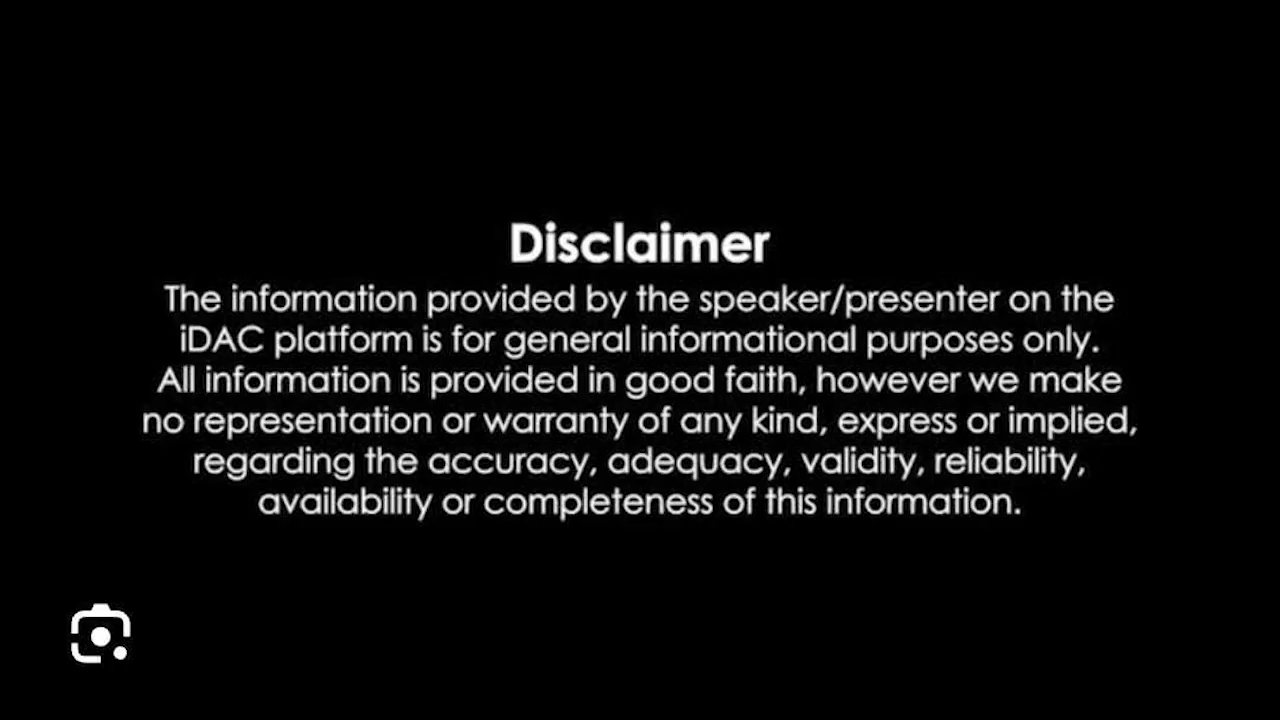 Disclaimer
The information provided by the speaker/presenter on the
iDAC platform is for general informational purposes only.
All information is provided in good faith, however we make
no representation or warranty of any kind, express or implied,
regarding the accuracy, adequacy, validity, reliability,
availability or completeness of this information.